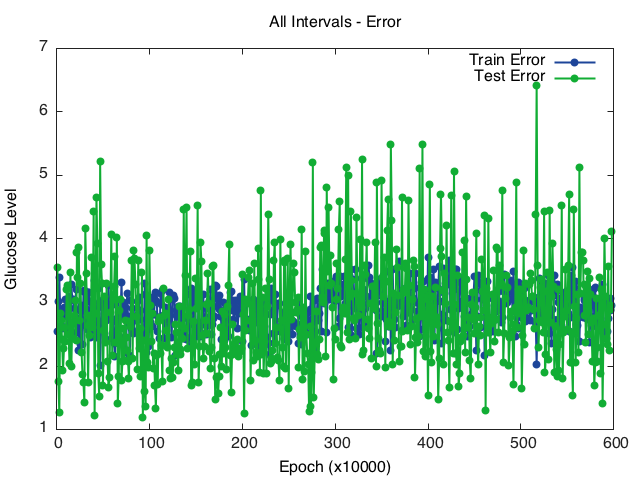 All Intervals - Error
Train Error
Test Error
Glucose Level
7
6
5
4
3
2
1
0
100
200
300
400
500
600
Epoch (x10000)